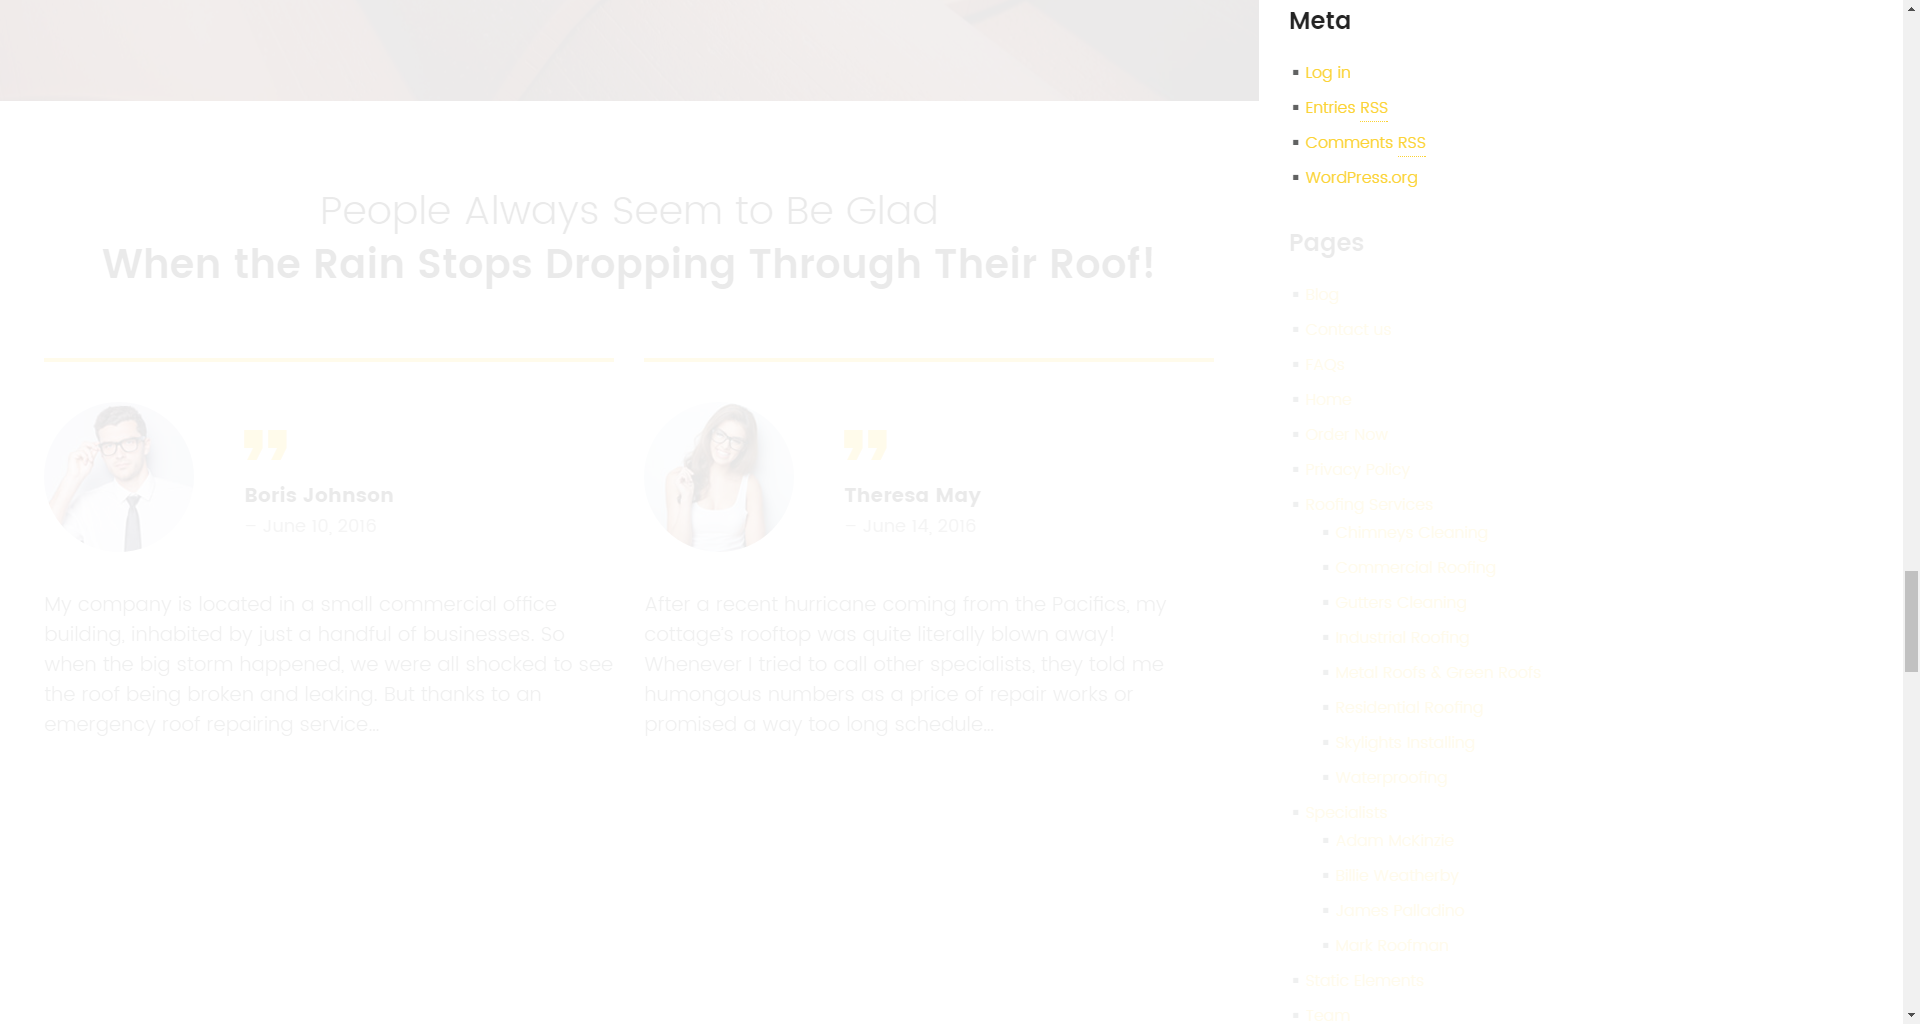 People Always Seem to Be Glad
When the Rain Stops Dropping Through Their Roof!
Boris Johnson
– June 10, 2016
My company is located in a small commercial office
building, inhabited by just a handful of businesses. So
when the big storm happened, we were all shocked to see
the roof being broken and leaking. But thanks to an
emergency roof repairing service...
Theresa May
– June 14, 2016
After a recent hurricane coming from the Pacifics, my
cottage's rooftop was quite literally blown away!
Whenever I tried to call other specialists, they told me
humongous numbers as a price of repair works or
promised a way too long schedule...
Meta
Log in
Entries RSS
Comments RSS
WordPress.org
Pages
Blog
Contact us
FAQs
Home
Order Now
Privacy Policy
Roofing Services
Chimneys Cleaning
Commercial Roofing
Gutters Cleaning
Industrial Roofing
Metal Roofs & Green Roofs
Residential Roofing
Skylights Installing
Waterproofing
Specialists
Adam McKinzie
Billie Weatherby
James Palladino
Mark Roofman
Static Elements
Team